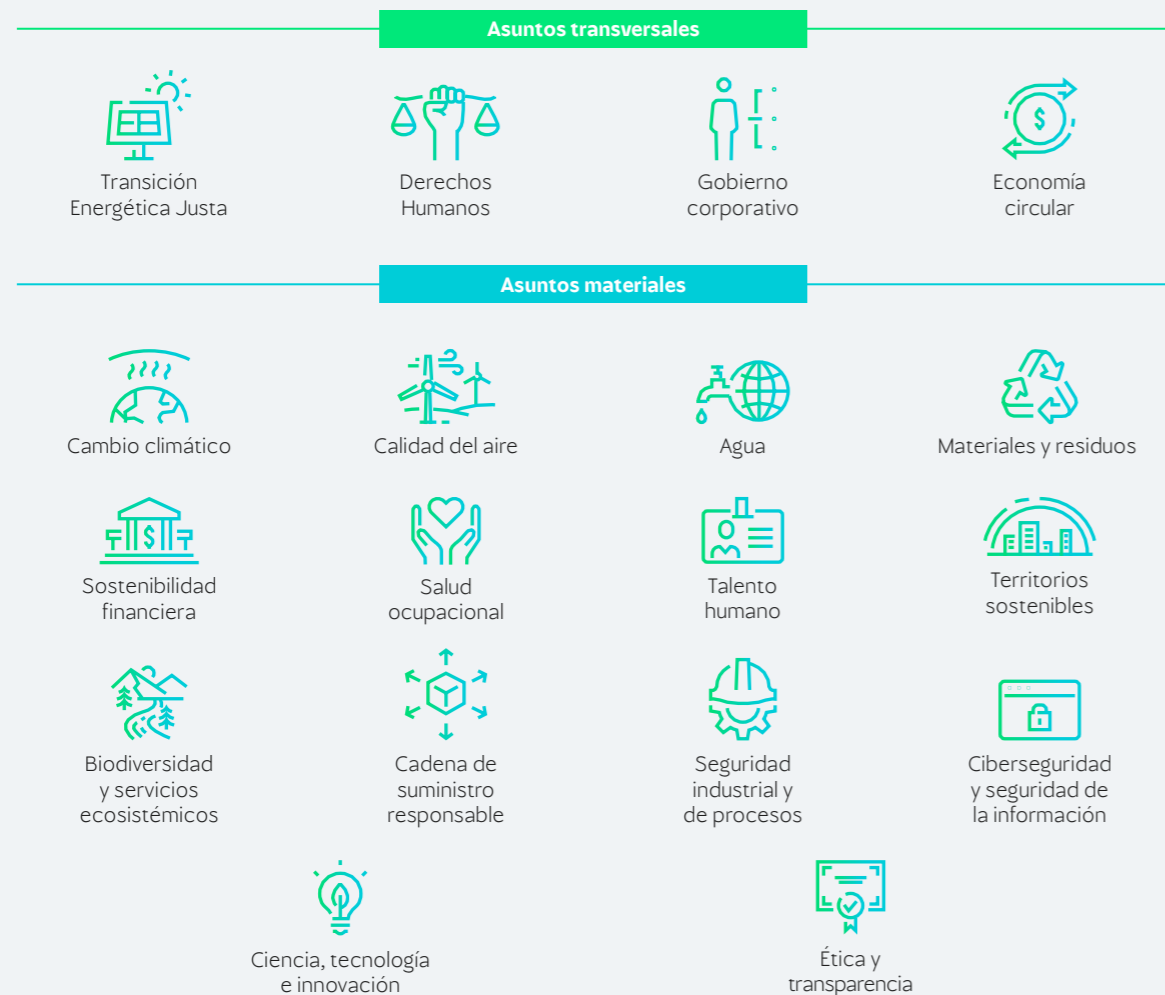 Asuntos transversales
Transición
Energética Justa
Derechos
Humanos
Gobierno
corporativo
Economía
circular
Asuntos materiales
Cambio climático
Calidad del aire
Agua
Materiales y residuos
Sostenibilidad
financiera
Salud
ocupacional
Talento
humano
Territorios
sostenibles
Biodiversidad
y servicios
ecosistémicos
Cadena de
suministro
responsable
Seguridad
industrial y
de procesos
Ciberseguridad
y seguridad de
la información
Ciencia, tecnología
e innovación
Ética y
transparencia